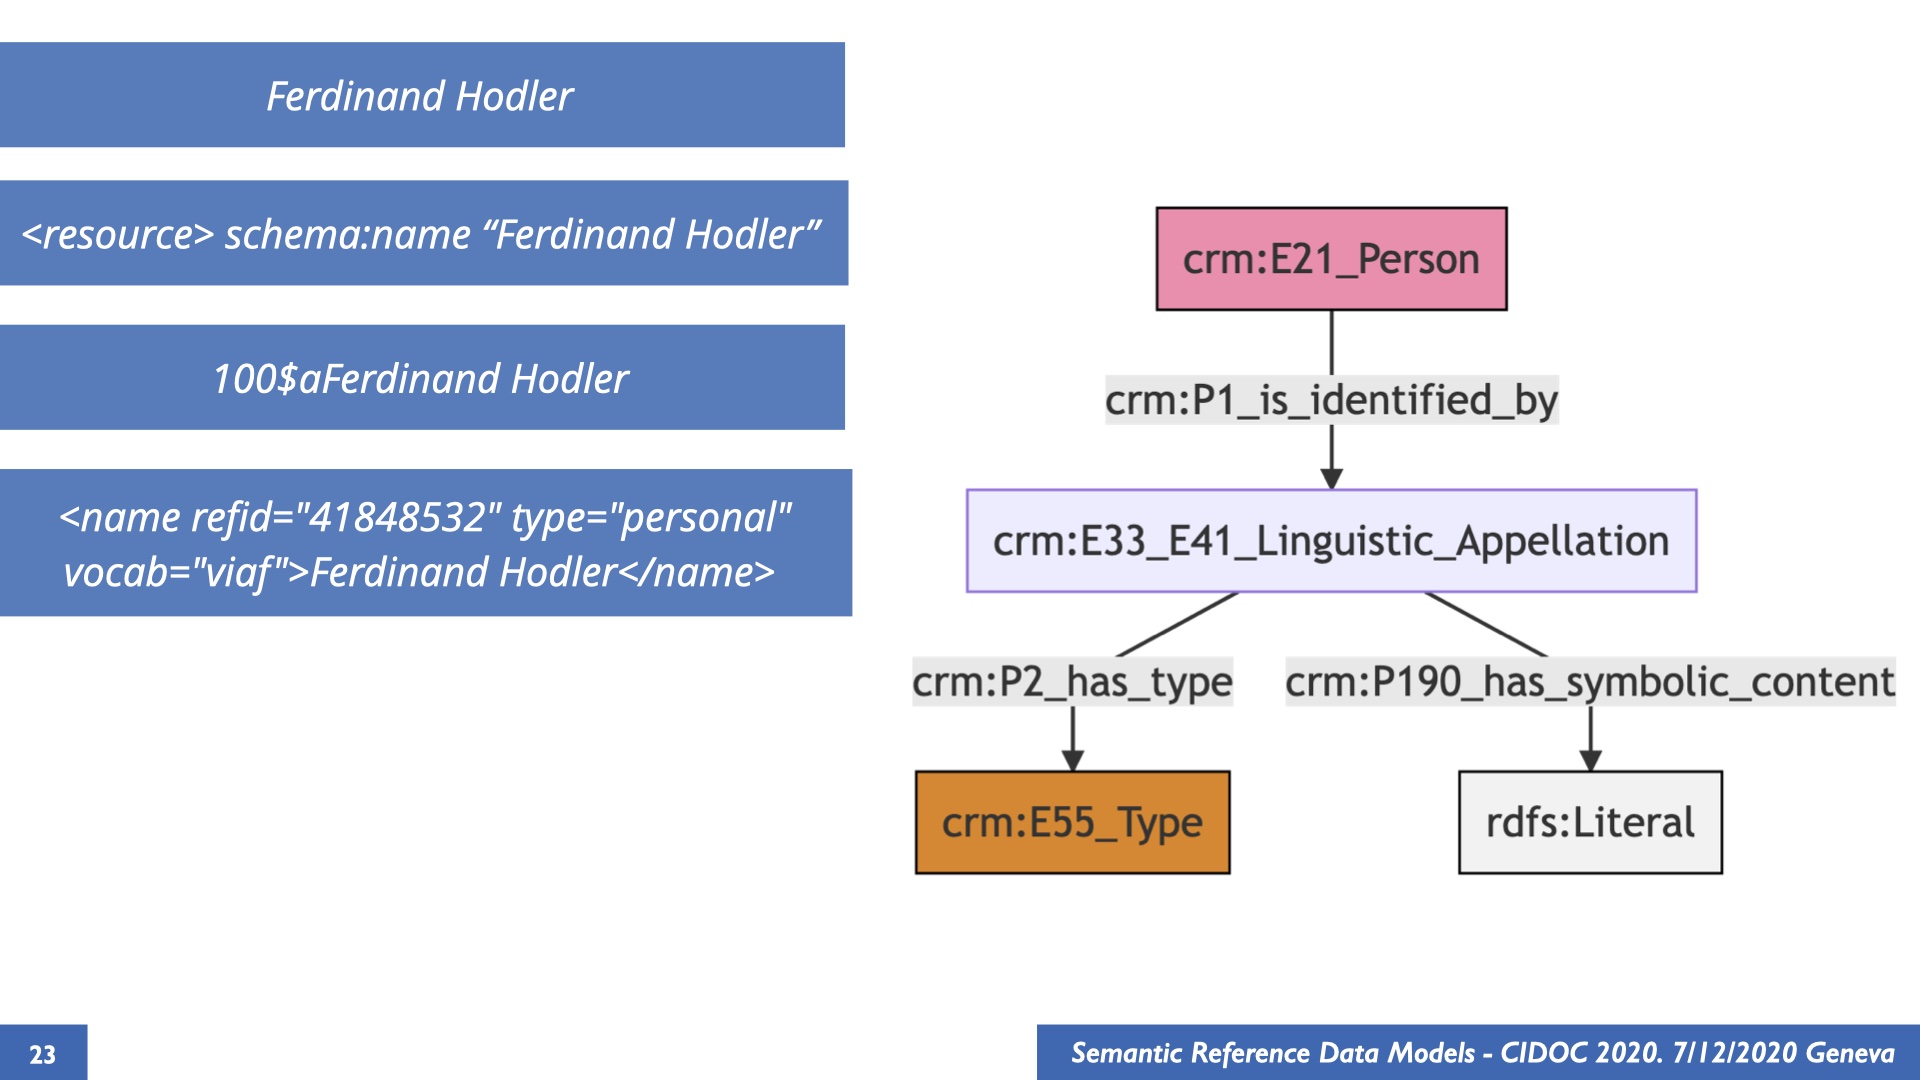 Ferdinand Hodler
<resource> schema:name “Ferdinand Hodler”
100$aFerdinand Hodler
<name refid="41848532" type="personal"
vocab="viaf">Ferdinand Hodler</name>
crm:E21_Person
crm:P1_is_identified_by
crm:E33_E41_Linguistic_Appellation
crm:P2_has_type
crm:P190_has_symbolic_content
crm:E55_Type
rdfs:Literal
23
Semantic Reference Data Models - CIDOC 2020. 7/12/2020 Geneva